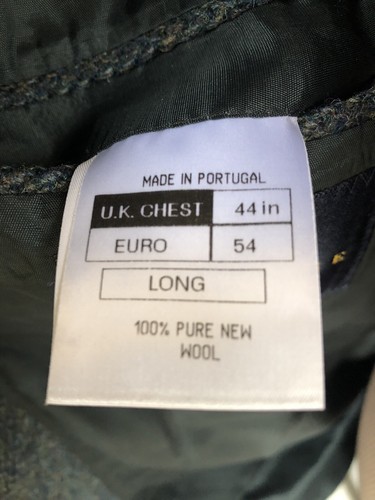 MADE IN PORTUGAL
U.K. CHEST 44 in
EURO 54
LONG
100% PURE NEW
WOOL